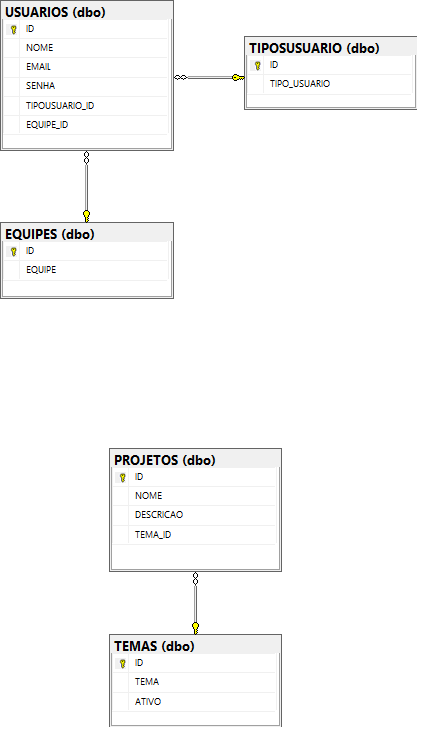 USUARIOS (dbo)
ID
NOME
EMAIL
SENHA
TIPOUSUARIO_ID
EQUIPE_ID
TIPOSUSUARIO (dbo)
ID
TIPO_USUARIO
EQUIPES (dbo)
ID
EQUIPE
PROJETOS (dbo)
ID
NOME
DESCRICAO
TEMA_ID
TEMAS (dbo)
ID
TEMA
ATIVO